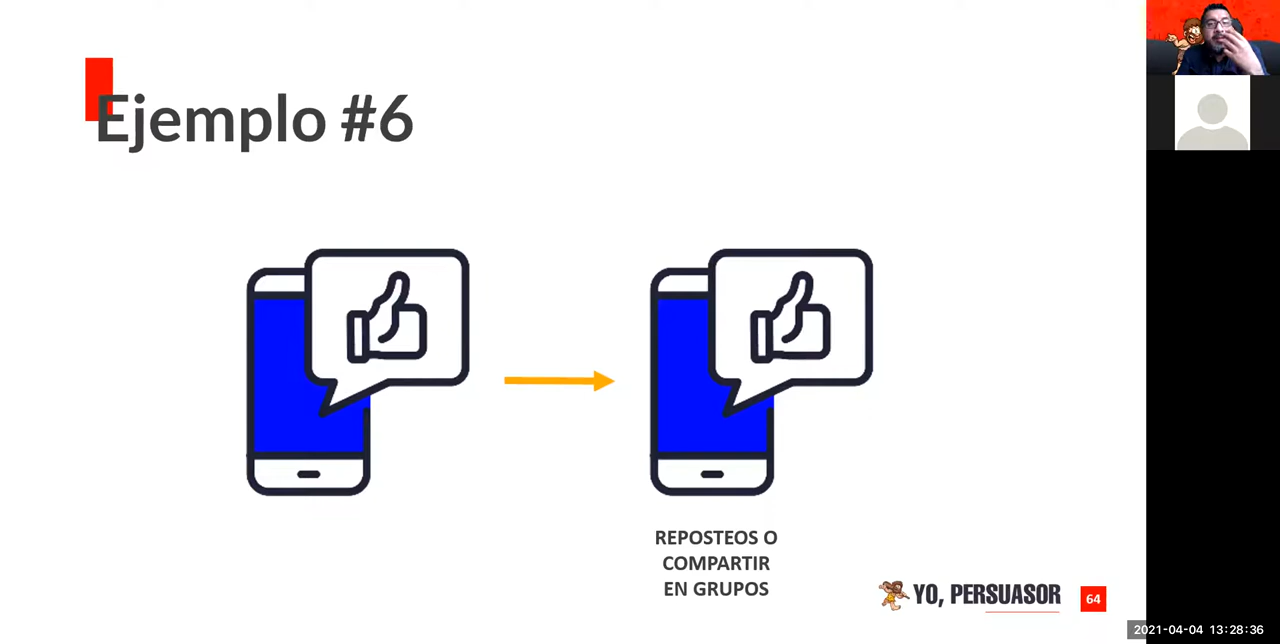 Ejemplo #6
REPOSTEOS O
COMPARTIR
EN GRUPOS
YO, PERSUASOR
64
2021-04-04 13:28:36